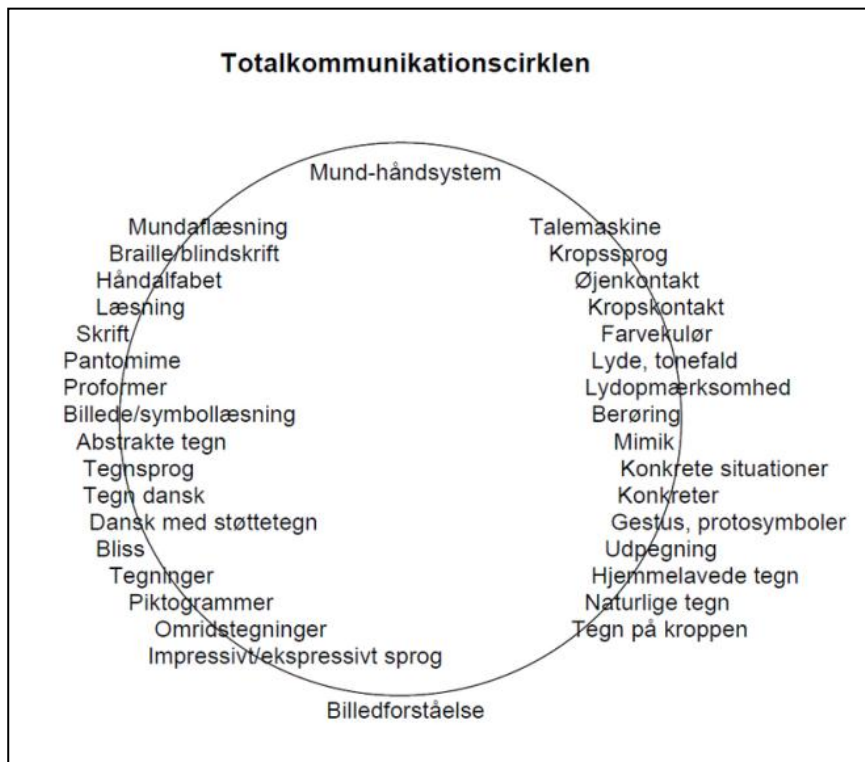 Totalkommunikationscirklen
Mund-håndsystem
Mundaflæsning
Braille/blindskrift
Håndalfabet
Læsning
Skrift
Pantomime
Proformer
Billede/symbollæsning
Abstrakte tegn
Tegnsprog
Tegn dansk
Dansk med støttetegn
Bliss
Tegninger
Piktogrammer
Omridstegninger
Impressivt/ekspressivt sprog
Talemaskine
Kropssprog
Øjenkontakt
Kropskontakt
Farvekulør
Lyde, tonefald
Lydopmærksomhed
Berøring
Mimik
Konkrete situationer
Konkreter
Gestus, protosymboler
Udpegning
Hjemmelavede tegn
Naturlige tegn
Tegn på kroppen
Billedforståelse